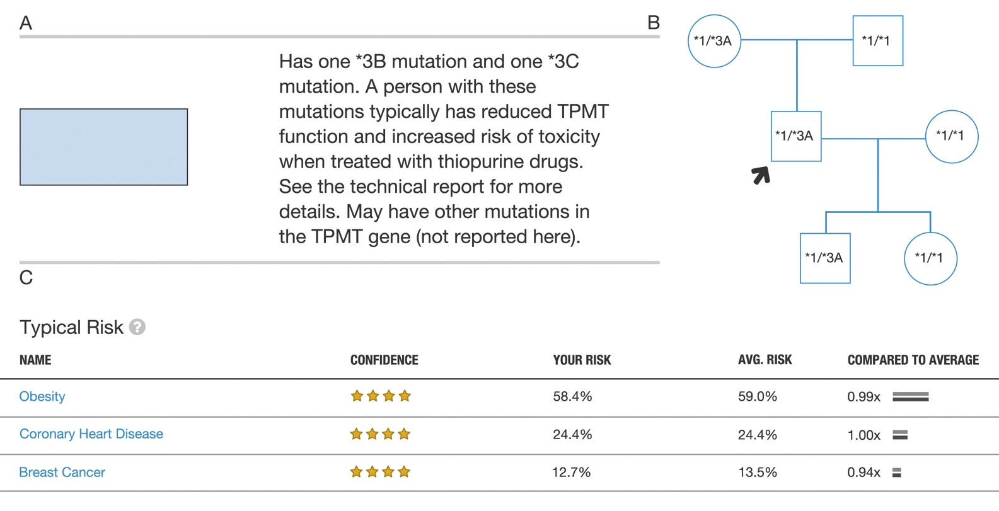 A
Has one *3B mutation and one *3C
mutation. A person with these
mutations typically has reduced TPMT
function and increased risk of toxicity
when treated with thiopurine drugs.
See the technical report for more
details. May have other mutations in
the TPMT gene (not reported here).
B
*1/*3A
*1/*1
*1/*3A
*1/*1
*1/*3A
*1/*1
C
Typical Risk ?
NAME CONFIDENCE YOUR RISK AVG. RISK COMPARED TO AVERAGE
Obesity 58.4% 59.0% 0.99x
Coronary Heart Disease 24.4% 24.4% 1.00x
Breast Cancer 12.7% 13.5% 0.94x